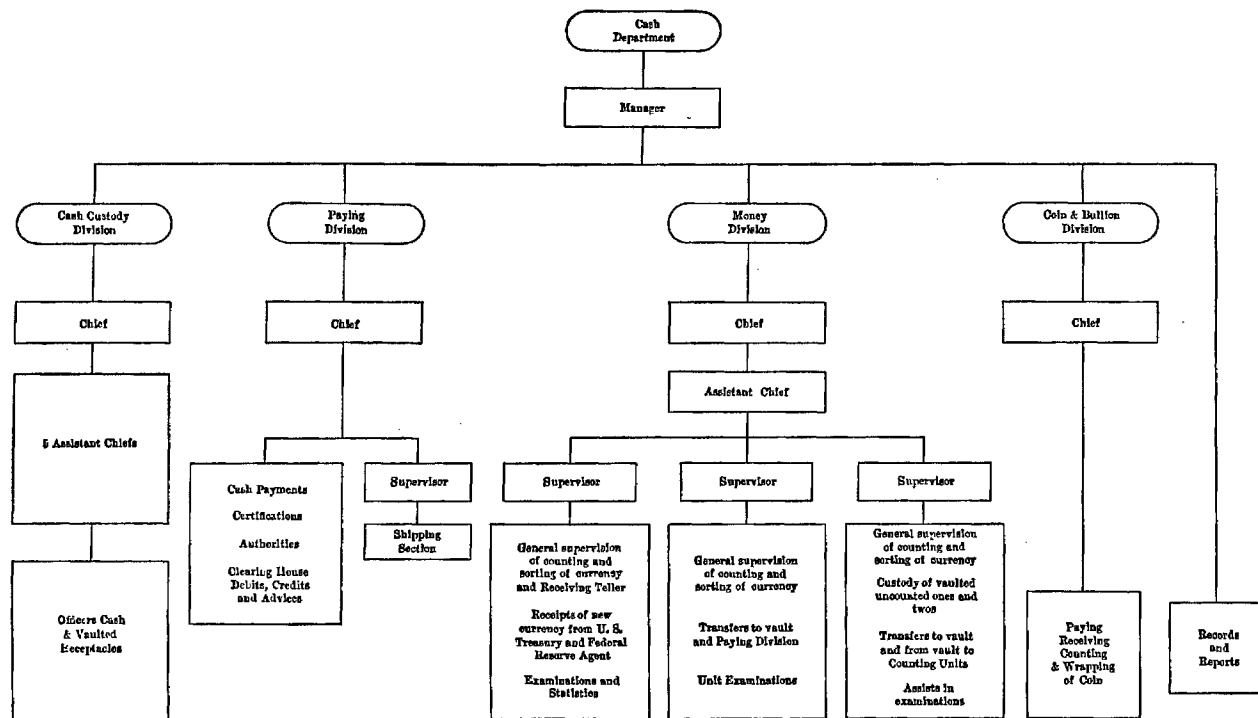 Cash
Department
Manager
Cash Custody
Division
Chief
5 Assistant Chiefs
Officers Cash
& Vaulted
Receptacles
Paying
Division
Chief
Cash Payments
Certifications
Authorities
Clearing House
Debits, Credits
and Advices
Supervisor
Shipping
Section
Money
Division
Chief
Assistant Chief
Supervisor
General supervision
of counting and
sorting of currency
and Receiving Teller
Receipts of new
currency from U. S.
Treasury and Federal
Reserve Agent
Examinations and
Statistics
Supervisor
General supervision
of counting and
sorting of currency
Transfers to vault
and Paying Division
Unit Examinations
Supervisor
General supervision
of counting and
sorting of currency
Custody of vaulted
uncounted ones and
twos
Transfers to vault
and from vault to
Counting Units
Assists in
examinations
Coin & Bullion
Division
Chief
Paying
Receiving
Counting
& Wrapping
of Coin
Records
and
Reports